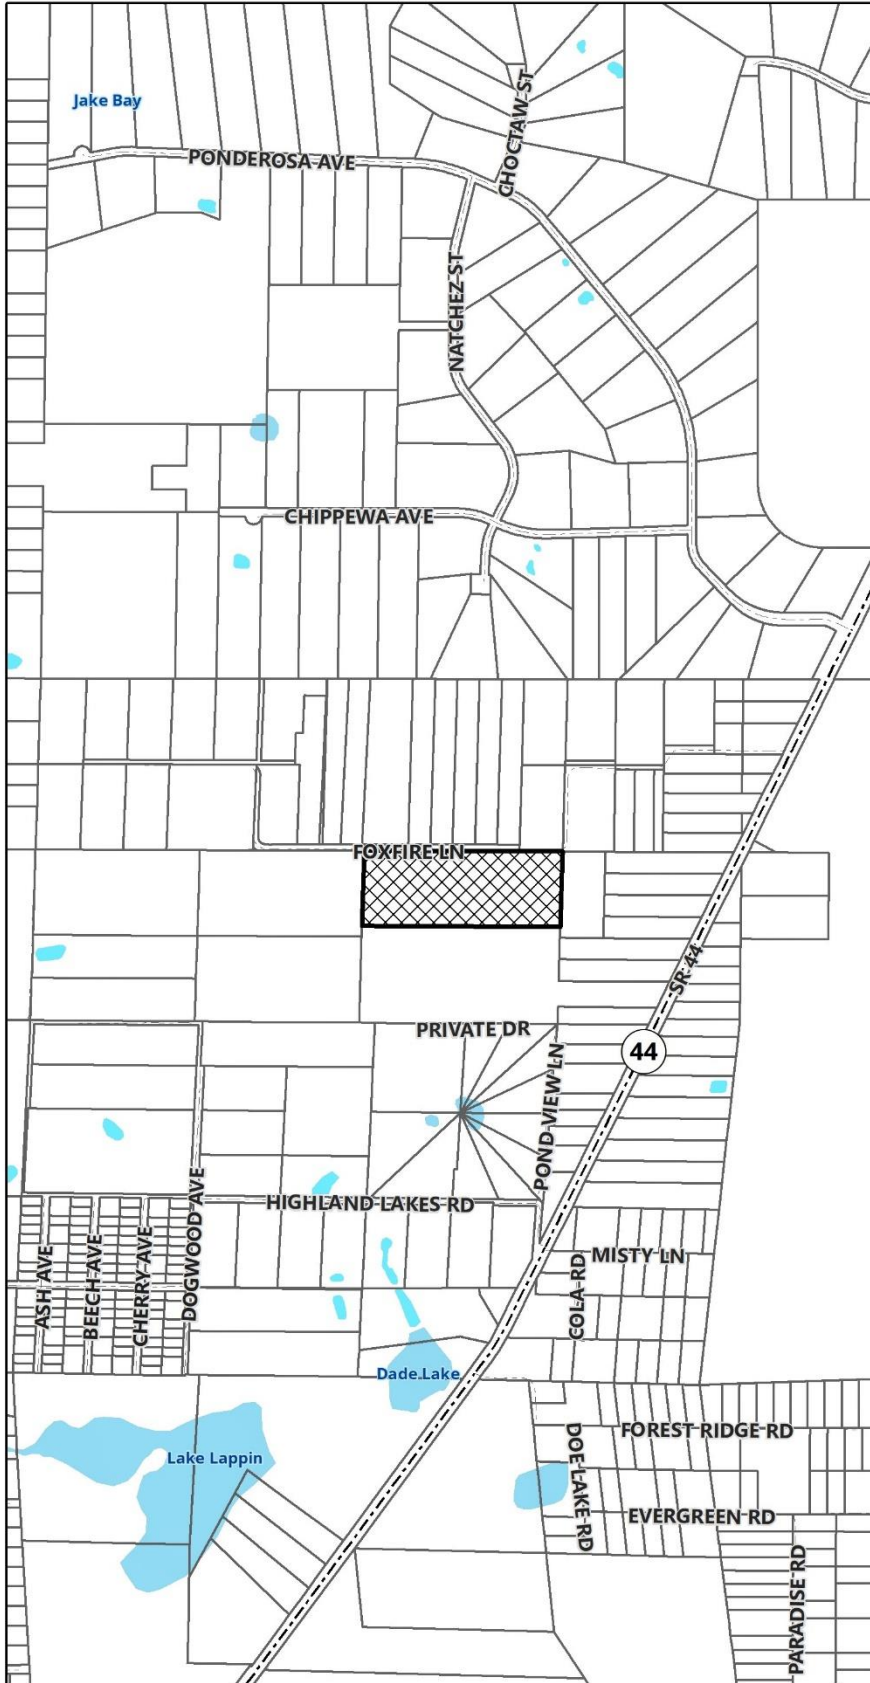 Jake Bay
CHOCTAW ST
PONDEROSA AVE
NATCHEZ ST
CHIPPEWA AVE
FOXFIRE LN
SR 44
PRIVATE DR
44
POND VIEW LN
HIGHLAND LAKES RD
DOGWOOD AVE
ASH AVE
BEECH AVE
CHERRY AVE
MISTY LN
COLA RD
Dade Lake
Lake Lappin
DOE LAKE RD
FOREST RIDGE RD
EVERGREEN RD
PARADISE RD